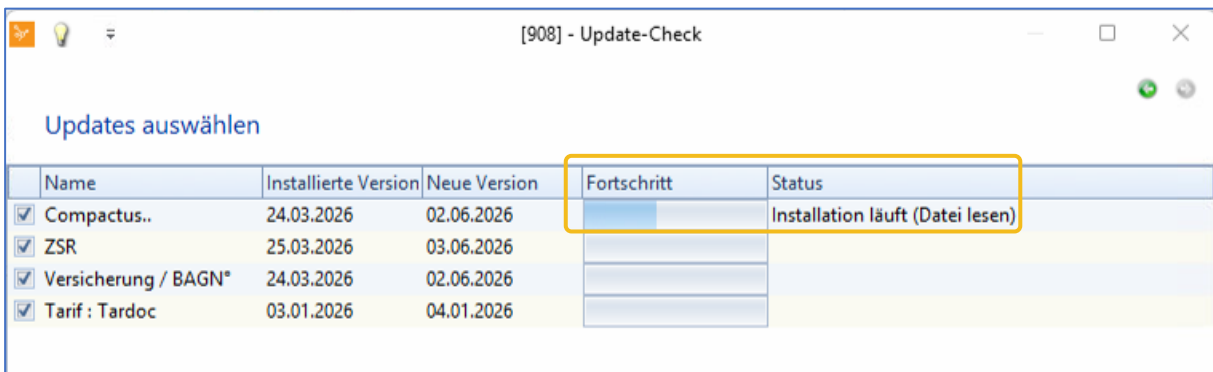 [908] - Update-Check
Updates auswählen
Name Installierte Version Neue Version Fortschritt Status
Compactus.. 24.03.2026 02.06.2026 Installation läuft (Datei lesen)
ZSR 25.03.2026 03.06.2026
Versicherung / BAGN° 24.03.2026 02.06.2026
Tarif : Tardoc 03.01.2026 04.01.2026